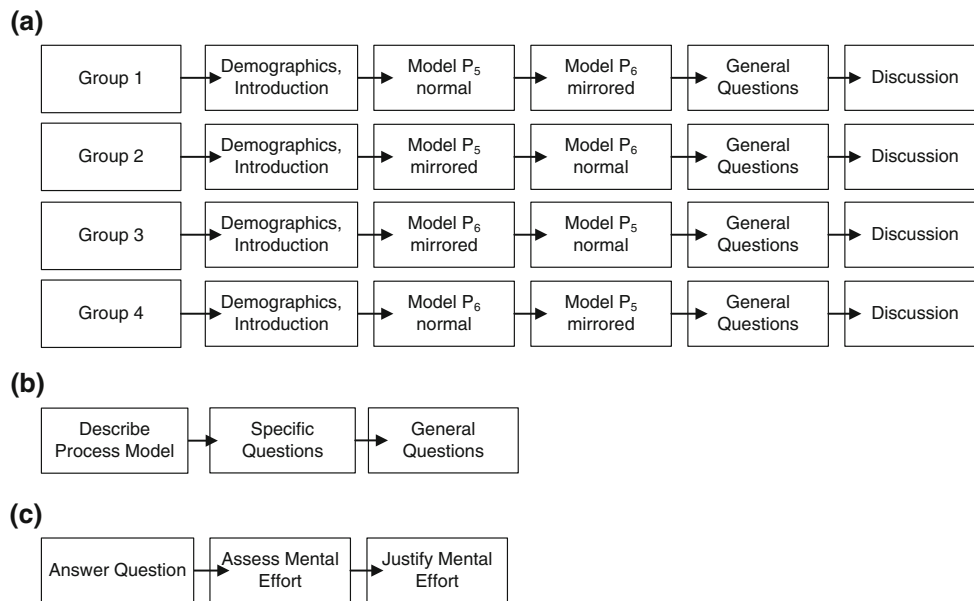 (a)
Group 1
Demographics,
Introduction
Model P5
normal
Model P6
mirrored
General
Questions
Discussion
Group 2
Demographics,
Introduction
Model P5
mirrored
Model P6
normal
General
Questions
Discussion
Group 3
Demographics,
Introduction
Model P6
mirrored
Model P5
normal
General
Questions
Discussion
Group 4
Demographics,
Introduction
Model P6
normal
Model P5
mirrored
General
Questions
Discussion
(b)
Describe
Process Model
Specific
Questions
General
Questions
(c)
Answer Question
Assess Mental
Effort
Justify Mental
Effort